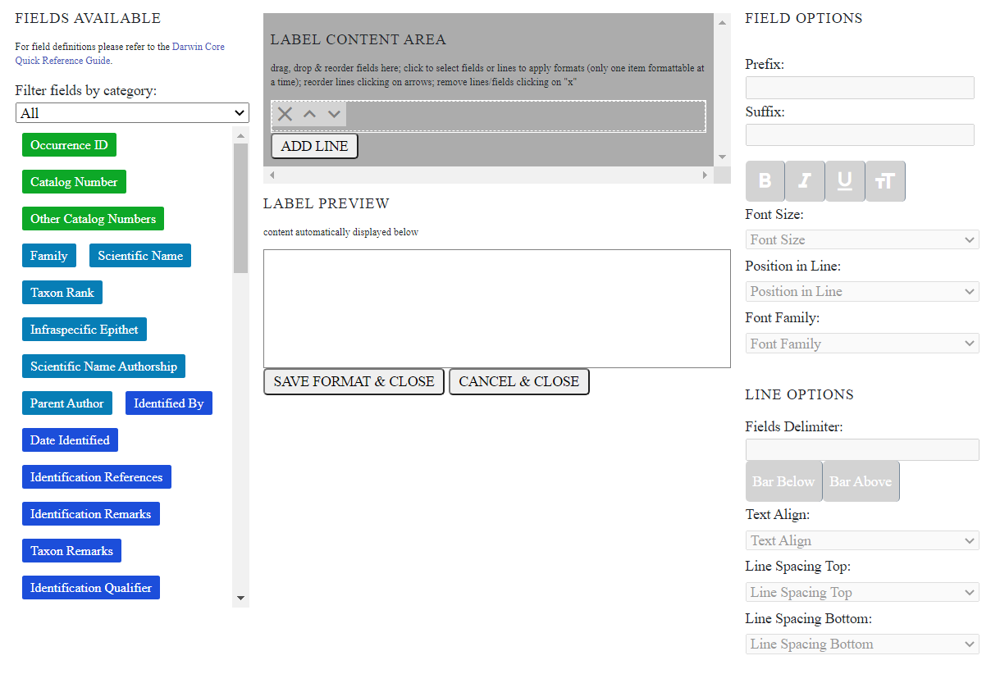 FIELDS AVAILABLE
For field definitions please refer to the Darwin Core
Quick Reference Guide.
Filter fields by category:
All
Occurrence ID
Catalog Number
Other Catalog Numbers
Family
Scientific Name
Taxon Rank
Infraspecific Epithet
Scientific Name Authorship
Parent Author
Identified By
Date Identified
Identification References
Identification Remarks
Taxon Remarks
Identification Qualifier
LABEL CONTENT AREA
drag, drop & reorder fields here; click to select fields or lines to apply formats (only one item formattable at
a time); reorder lines clicking on arrows; remove lines/fields clicking on "x"
ADD LINE
LABEL PREVIEW
content automatically displayed below
SAVE FORMAT & CLOSE
CANCEL & CLOSE
FIELD OPTIONS
Prefix:
Suffix:
B I U TT
Font Size:
Font Size
Position in Line:
Position in Line
Font Family:
Font Family
LINE OPTIONS
Fields Delimiter:
Bar Below
Bar Above
Text Align:
Text Align
Line Spacing Top:
Line Spacing Top
Line Spacing Bottom:
Line Spacing Bottom